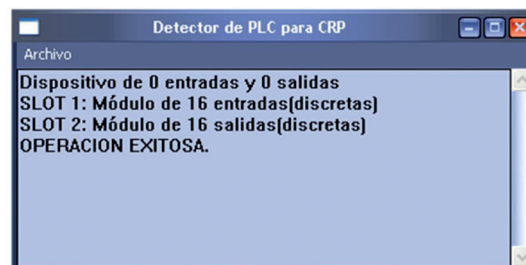 Detector de PLC para CRP
Archivo
Dispositivo de 0 entradas y 0 salidas
SLOT 1: Módulo de 16 entradas(discretas)
SLOT 2: Módulo de 16 salidas(discretas)
OPERACION EXITOSA.